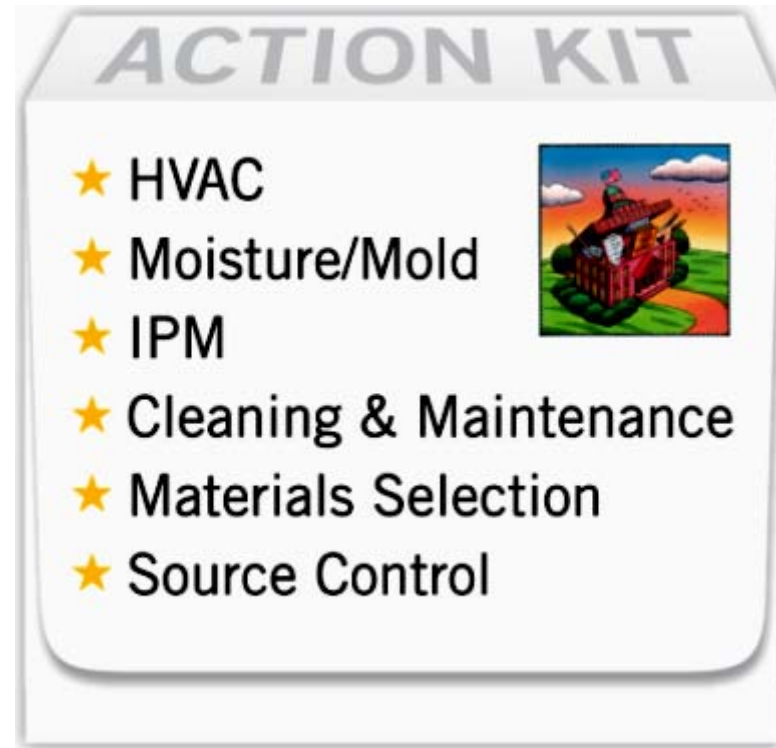 ACTION KIT
HVAC
Moisture/Mold
IPM
Cleaning & Maintenance
Materials Selection
Source Control